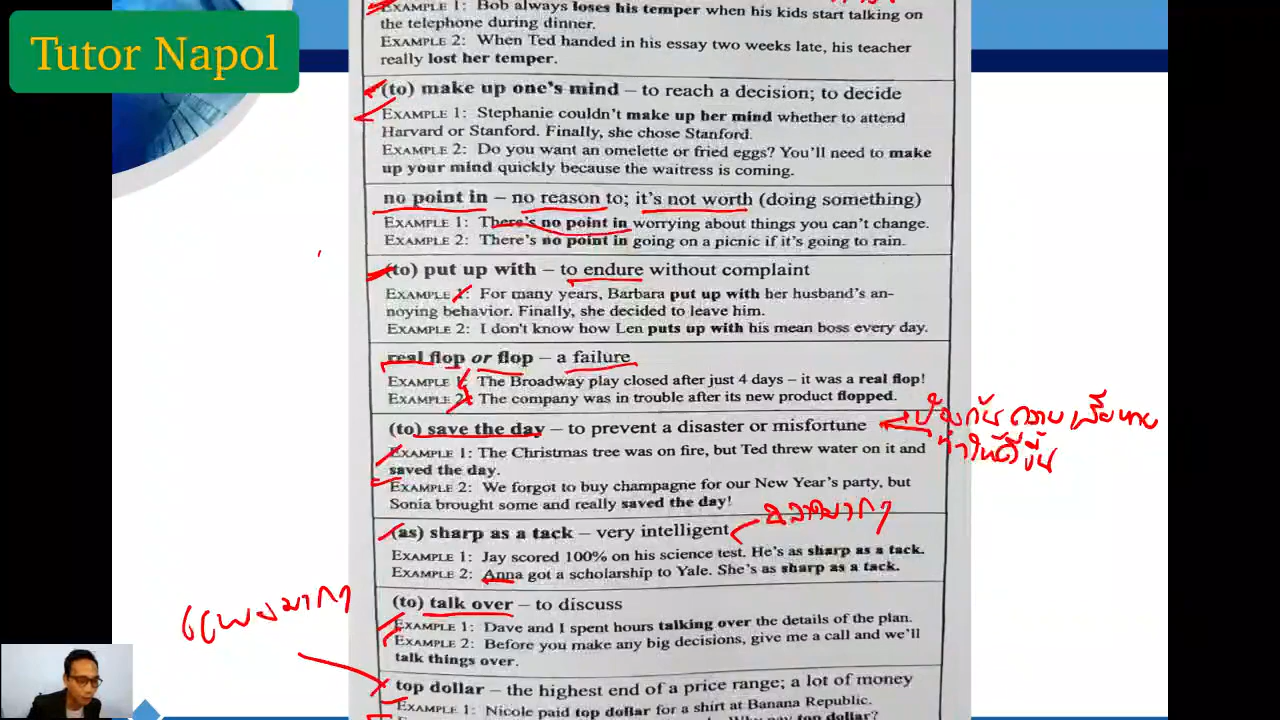 Tutor Napol
EXAMPLE 1: Bob always loses his temper when his kids start talking on
the telephone during dinner.
EXAMPLE 2: When Ted handed in his essay two weeks late, his teacher
really lost her temper.
(to) make up one's mind – to reach a decision; to decide
EXAMPLE 1: Stephanie couldn't make up her mind whether to attend
Harvard or Stanford. Finally, she chose Stanford.
EXAMPLE 2: Do you want an omelette or fried eggs? You'll need to make
up your mind quickly because the waitress is coming.
no point in – no reason to; it's not worth (doing something)
EXAMPLE 1: There's no point in worrying about things you can't change.
EXAMPLE 2: There's no point in going on a picnic if it's going to rain.
(to) put up with – to endure without complaint
EXAMPLE 1: For many years, Barbara put up with her husband's an-
noying behavior. Finally, she decided to leave him.
EXAMPLE 2: I don't know how Len puts up with his mean boss every day.
real flop or flop – a failure
EXAMPLE 1: The Broadway play closed after just 4 days – it was a real flop!
EXAMPLE 2: The company was in trouble after its new product flopped.
(to) save the day – to prevent a disaster or misfortune
ป้องกันความเสียหาย
ทำให้ดีขึ้น
EXAMPLE 1: The Christmas tree was on fire, but Ted threw water on it and
saved the day.
EXAMPLE 2: We forgot to buy champagne for our New Year's party, but
Sonia brought some and really saved the day!
(as) sharp as a tack – very intelligent
ฉลาดมากๆ
EXAMPLE 1: Jay scored 100% on his science test. He's as sharp as a tack.
EXAMPLE 2: Anna got a scholarship to Yale. She's as sharp as a tack.
(to) talk over – to discuss
EXAMPLE 1: Dave and I spent hours talking over the details of the plan.
EXAMPLE 2: Before you make any big decisions, give me a call and we'll
talk things over.
แพงมากๆ
top dollar – the highest end of a price range; a lot of money
EXAMPLE 1: Nicole paid top dollar for a shirt at Banana Republic.
top dollar?